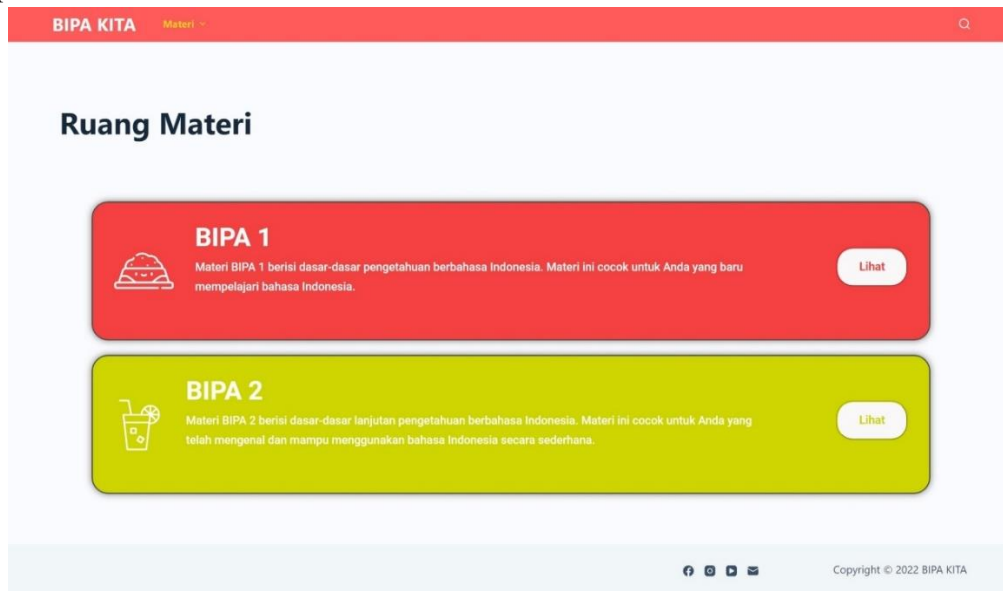 BIPA KITA Materi
Ruang Materi
BIPA 1
Materi BIPA 1 berisi dasar-dasar pengetahuan berbahasa Indonesia. Materi ini cocok untuk Anda yang baru
mempelajari bahasa Indonesia.
Lihat
BIPA 2
Materi BIPA 2 berisi dasar-dasar lanjutan pengetahuan berbahasa Indonesia. Materi ini cocok untuk Anda yang
telah mengenal dan mampu menggunakan bahasa Indonesia secara sederhana.
Lihat
Copyright © 2022 BIPA KITA